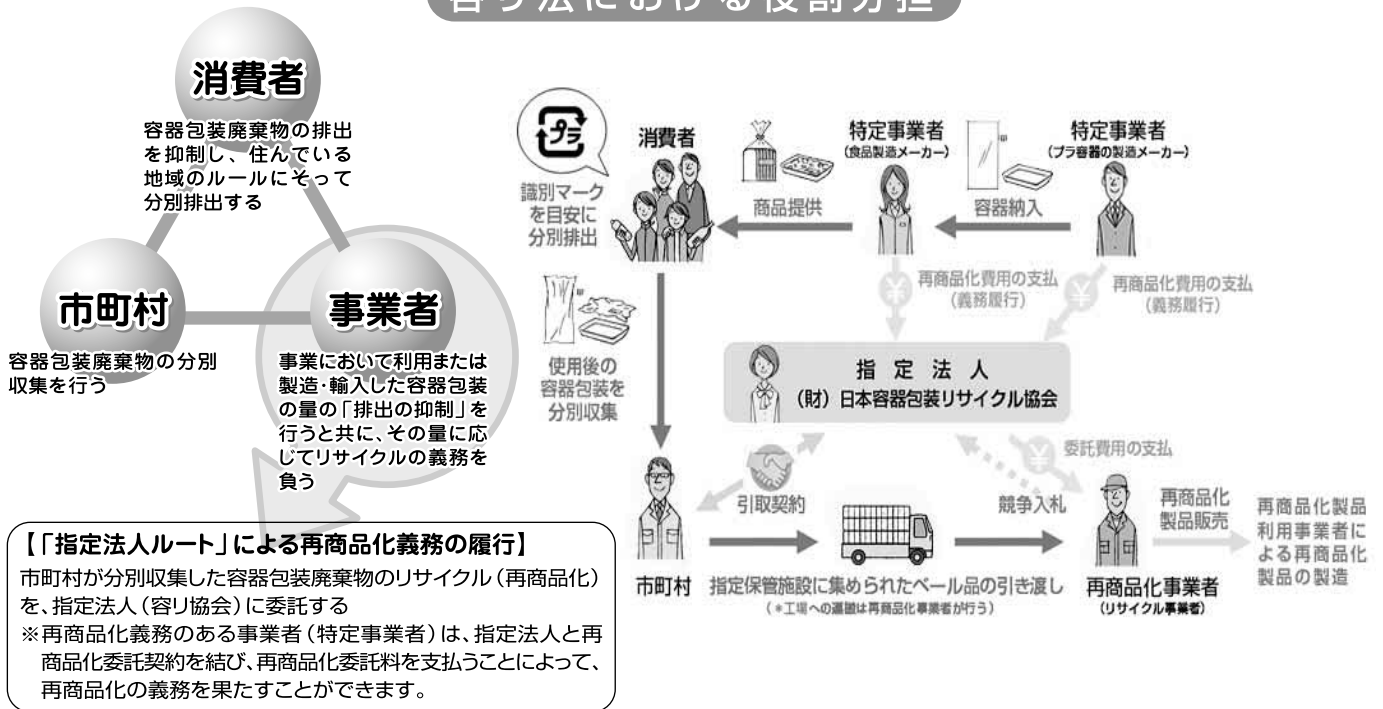 容リ法における役割分担
消費者
容器包装廃棄物の排出
を抑制し、住んでいる
地域のルールにそって
分別排出する
市町村
容器包装廃棄物の分別
収集を行う
事業者
事業において利用または
製造・輸入した容器包装
の量の「排出の抑制」を
行うと共に、その量に応
じてリサイクルの義務を
負う
【「指定法人ルート」による再商品化義務の履行】
市町村が分別収集した容器包装廃棄物のリサイクル（再商品化）
を、指定法人（容リ協会）に委託する
※再商品化義務のある事業者（特定事業者）は、指定法人と再
商品化委託契約を結び、再商品化委託料を支払うことによって、
再商品化の義務を果たすことができます。
プラ
識別マーク
を目安に
分別排出
消費者
商品提供
特定事業者
（食品製造メーカー）
容器納入
特定事業者
（プラ容器の製造メーカー）
¥
再商品化費用の支払
（義務履行）
¥
再商品化費用の支払
（義務履行）
使用後の
容器包装を
分別収集
指定法人
（財）日本容器包装リサイクル協会
引取契約
¥
委託費用の支払
競争入札
市町村
指定保管施設に集められたベール品の引き渡し
（＊工場への運搬は再商品化事業者が行う）
再商品化事業者
（リサイクル事業者）
再商品化
製品販売
再商品化製品
利用事業者に
よる再商品化
製品の製造